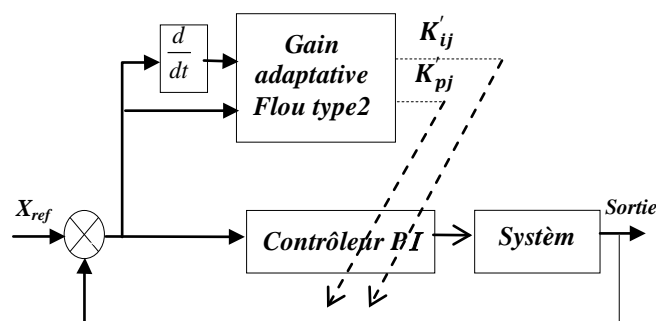 d
dt
Gain
adaptative
Flou type2
K'ij
K'pj
Xref
Contrôleur PI
Systèm
Sortie